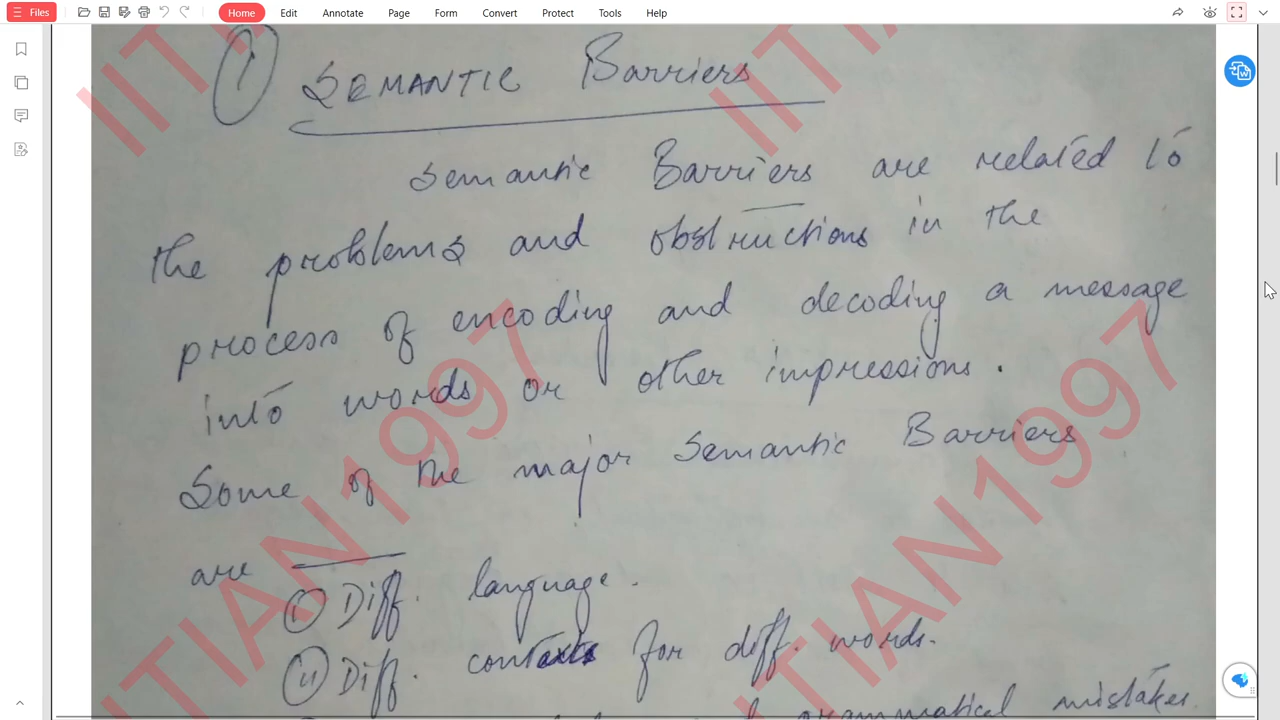 Files
Home
Edit
Annotate
Page
Form
Convert
Protect
Tools
Help
① SEMANTIC Barriers
Semantic Barriers are related to
the problems and obstructions in the
process of encoding and decoding a message
into words or other impressions.
Some of the major Semantic Barriers
are
(i) Diff. language.
(ii) Diff. contexts for diff. words.
grammatical mistakes
IITIAN1997
IITIAN1997